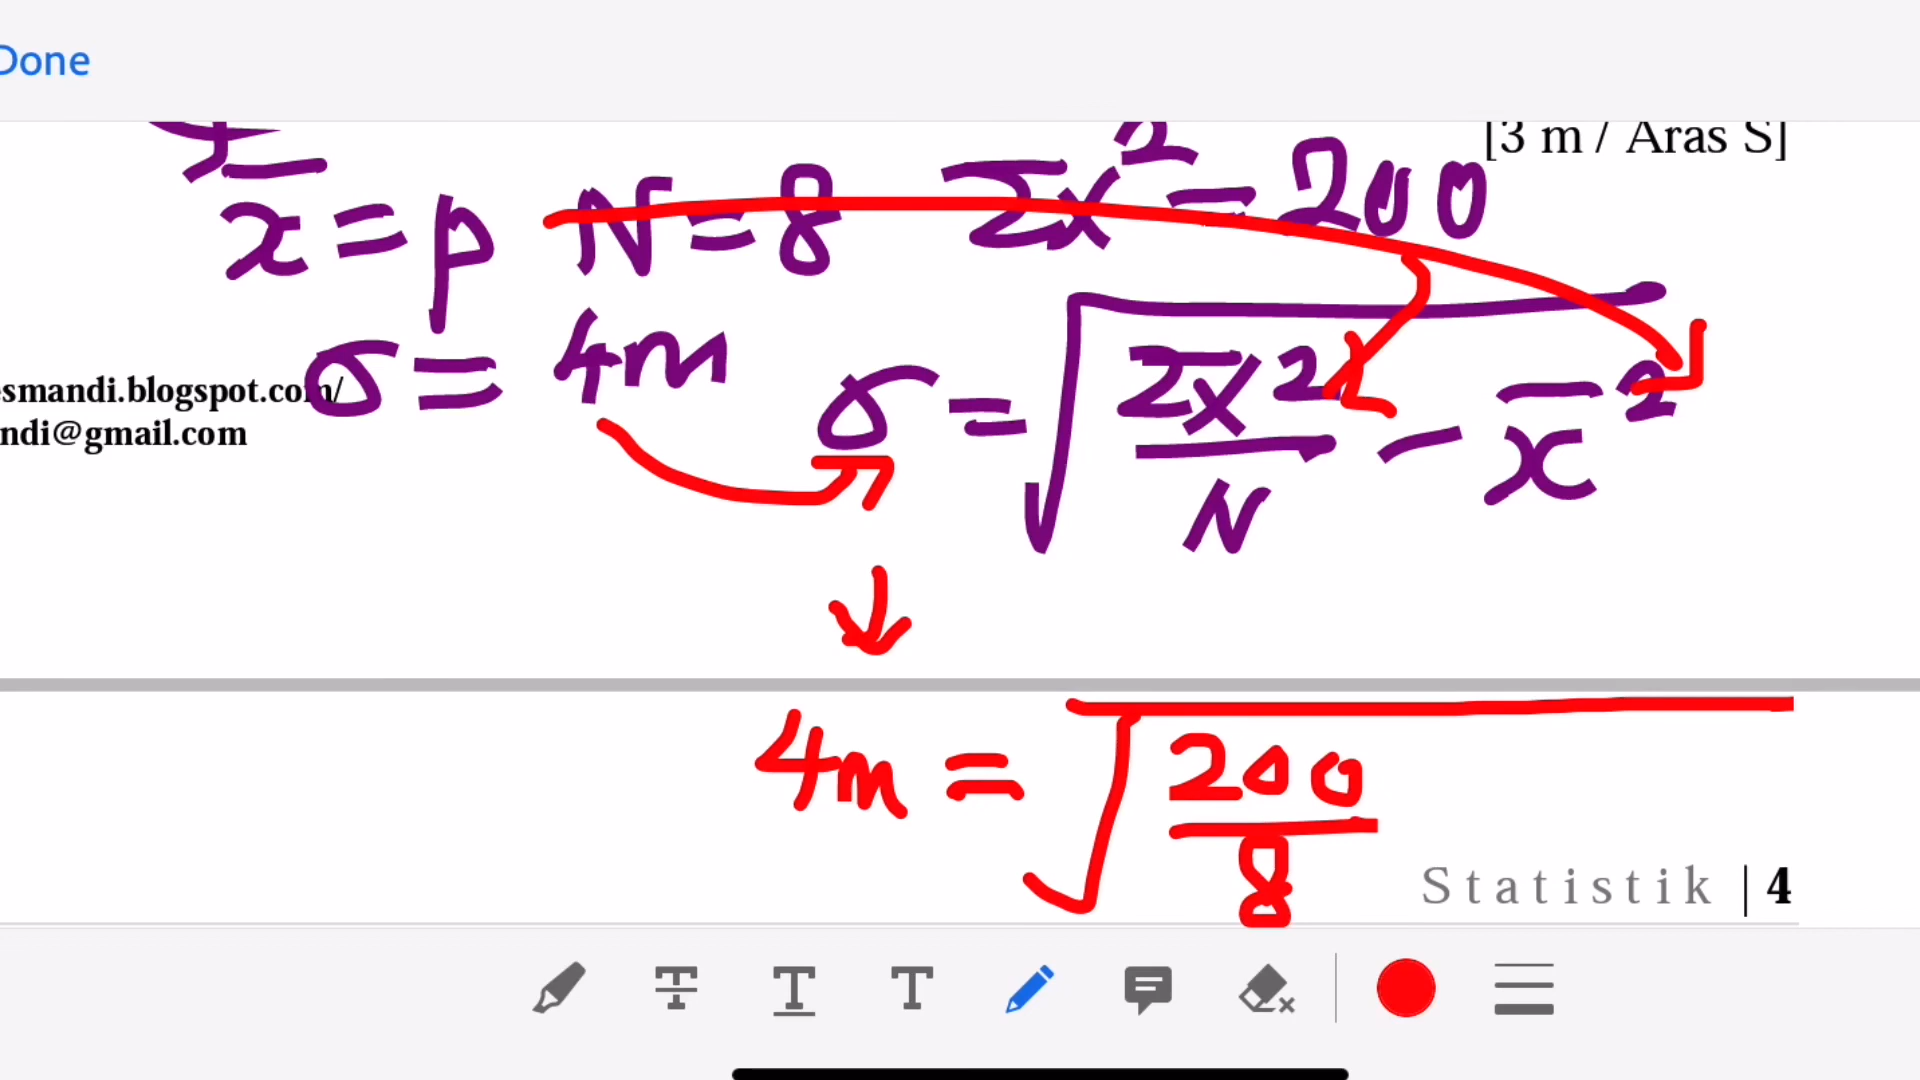 Done
[3 m / Aras S]
x̄ = p N = 8 Σx² = 200
σ = 4m
esmandi.blogspot.com/
ndi@gmail.com
σ = √ Σx²/N - x̄²
4m = √ 200/8
Statistik | 4